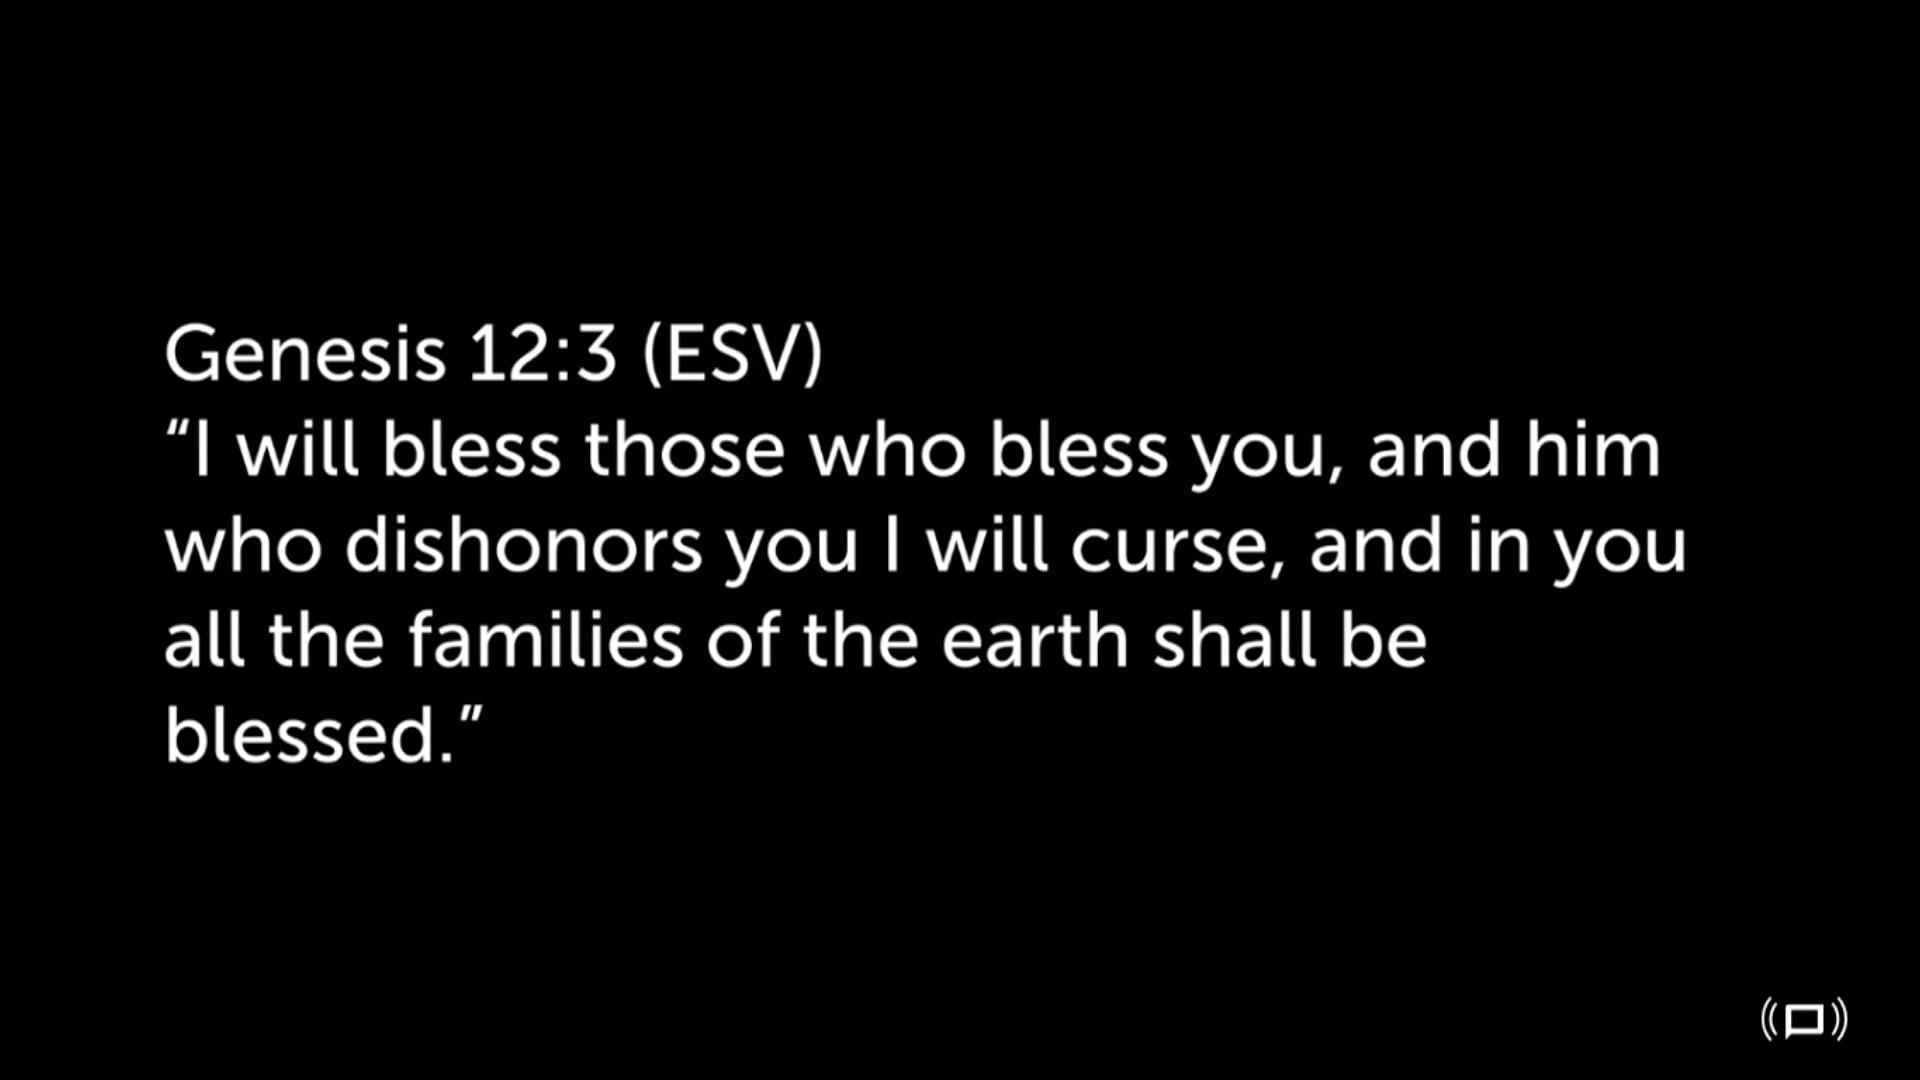 Genesis 12:3 (ESV)
“I will bless those who bless you, and him
who dishonors you I will curse, and in you
all the families of the earth shall be
blessed.”